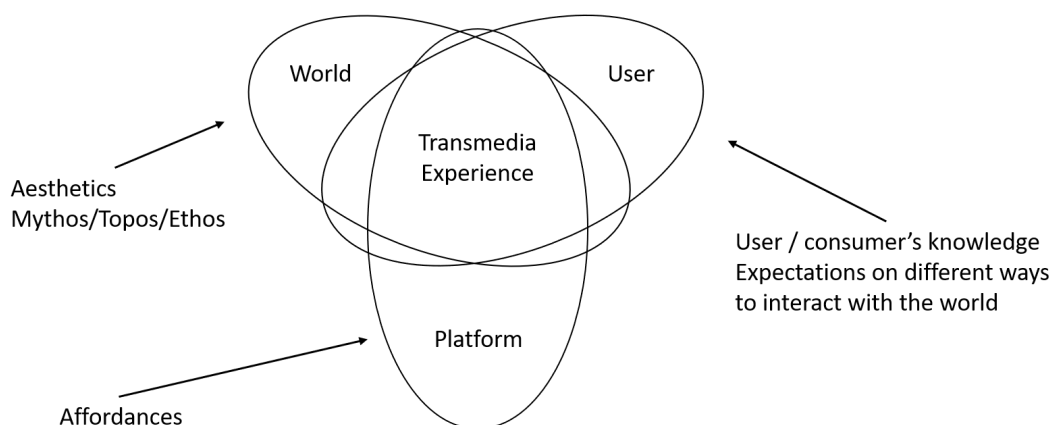 World
User
Transmedia
Experience
Aesthetics
Mythos/Topos/Ethos
User / consumer’s knowledge
Expectations on different ways
to interact with the world
Platform
Affordances